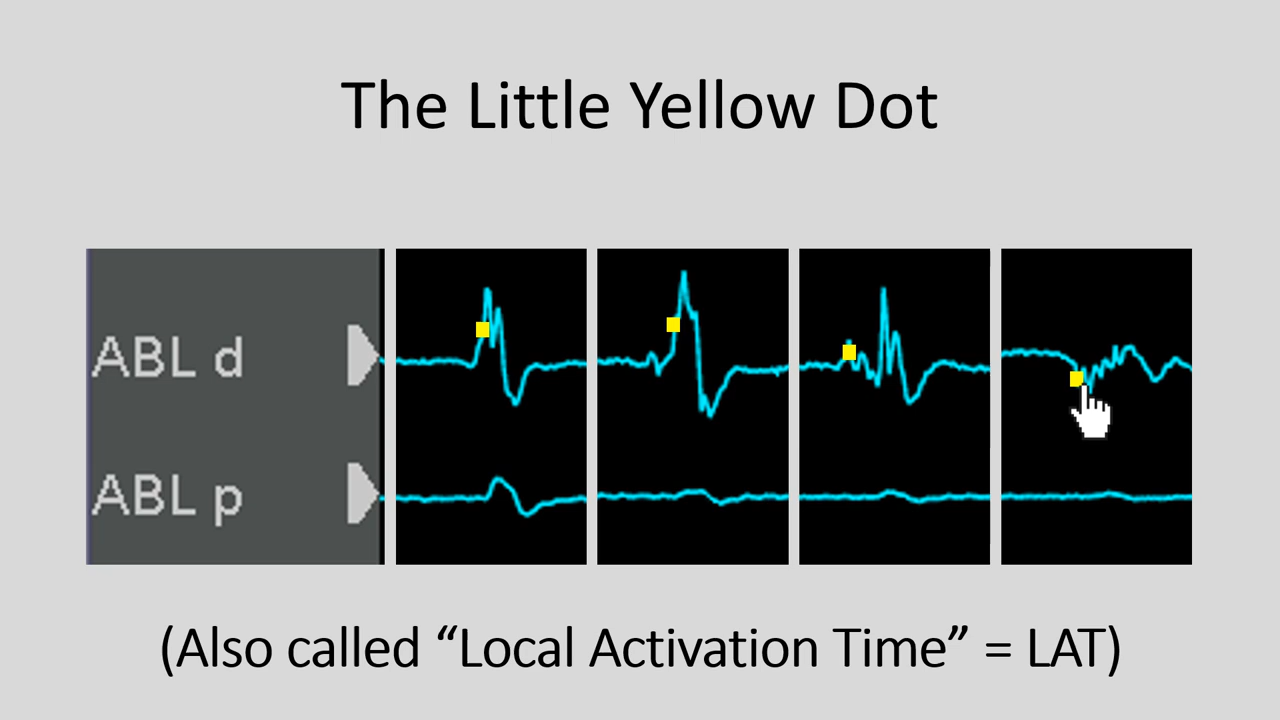 The Little Yellow Dot
ABL d
ABL p
(Also called “Local Activation Time” = LAT)